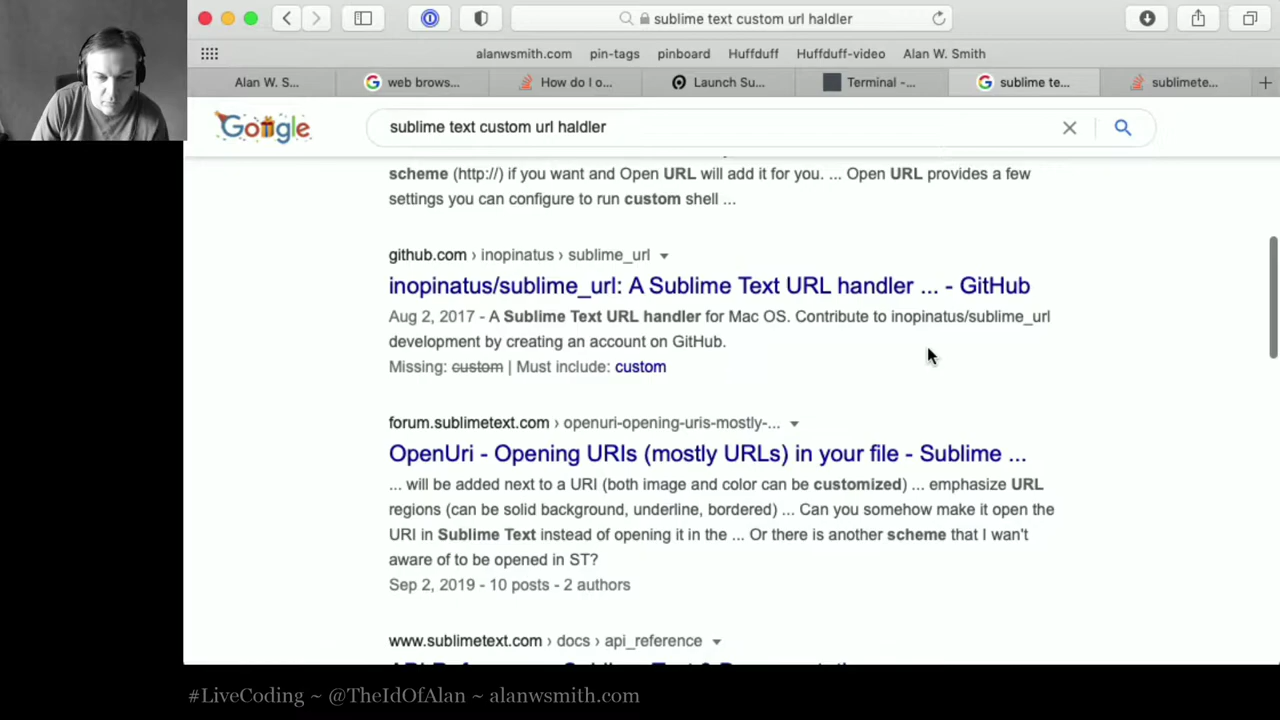 sublime text custom url haldler
alanwsmith.com pin-tags pinboard Huffduff Huffduff-video Alan W. Smith
Alan W. S... web brows... How do I o... Launch Su... Terminal -... sublime te... sublimete...
Google sublime text custom url haldler
scheme (http://) if you want and Open URL will add it for you. ... Open URL provides a few
settings you can configure to run custom shell ...
github.com › inopinatus › sublime_url
inopinatus/sublime_url: A Sublime Text URL handler ... - GitHub
Aug 2, 2017 - A Sublime Text URL handler for Mac OS. Contribute to inopinatus/sublime_url
development by creating an account on GitHub.
Missing: custom | Must include: custom
forum.sublimetext.com › openuri-opening-uris-mostly-...
OpenUri - Opening URIs (mostly URLs) in your file - Sublime ...
... will be added next to a URI (both image and color can be customized) ... emphasize URL
regions (can be solid background, underline, bordered) ... Can you somehow make it open the
URI in Sublime Text instead of opening it in the ... Or there is another scheme that I wan't
aware of to be opened in ST?
Sep 2, 2019 - 10 posts - 2 authors
www.sublimetext.com › docs › api_reference
#LiveCoding ~ @TheIdOfAlan ~ alanwsmith.com